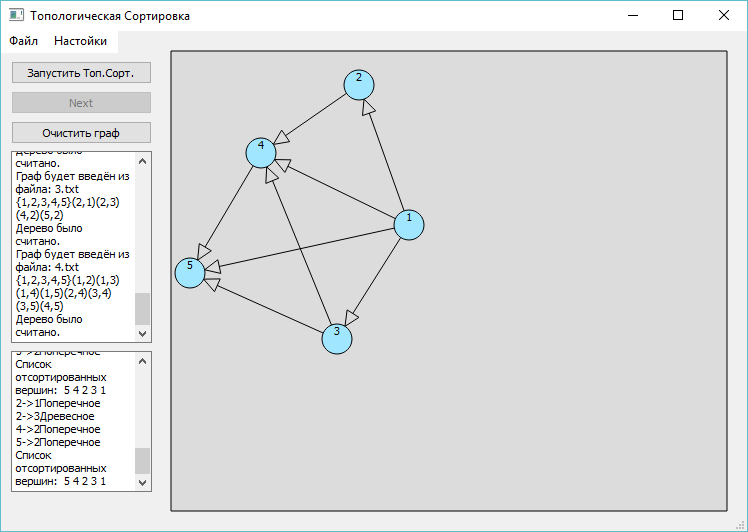 Топологическая Сортировка
Файл Настойки
Запустить Топ.Сорт.
Next
Очистить граф
Дерево было
считано.
Граф будет введён из
файла: 3.txt
{1,2,3,4,5}(2,1)(2,3)
(4,2)(5,2)
Дерево было
считано.
Граф будет введён из
файла: 4.txt
{1,2,3,4,5}(1,2)(1,3)
(1,4)(1,5)(2,4)(3,4)
(3,5)(4,5)
Дерево было
считано.
5->2Поперечное
Список
отсортированных
вершин: 5 4 2 3 1
2->1Поперечное
2->3Древесное
4->2Поперечное
5->2Поперечное
Список
отсортированных
вершин: 5 4 2 3 1
2
4
1
5
3